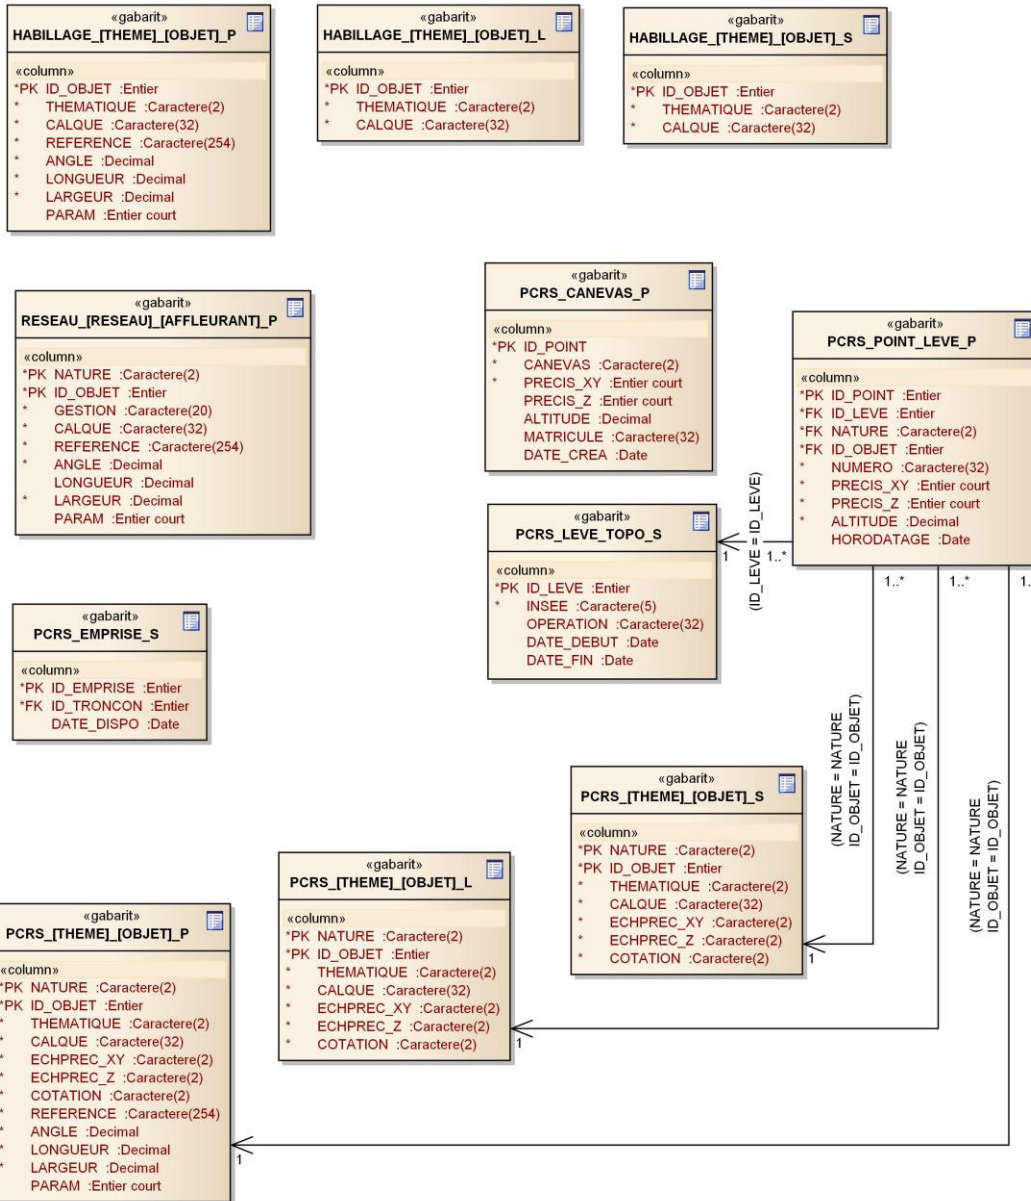 «gabarit»
HABILLAGE_[THEME]_[OBJET]_P
«column»
*PK ID_OBJET :Entier
* THEMATIQUE :Caractere(2)
* CALQUE :Caractere(32)
* REFERENCE :Caractere(254)
* ANGLE :Decimal
* LONGUEUR :Decimal
* LARGEUR :Decimal
PARAM :Entier court
«gabarit»
HABILLAGE_[THEME]_[OBJET]_L
«column»
*PK ID_OBJET :Entier
* THEMATIQUE :Caractere(2)
* CALQUE :Caractere(32)
«gabarit»
HABILLAGE_[THEME]_[OBJET]_S
«column»
*PK ID_OBJET :Entier
* THEMATIQUE :Caractere(2)
* CALQUE :Caractere(32)
«gabarit»
RESEAU_[RESEAU]_[AFFLEURANT]_P
«column»
*PK NATURE :Caractere(2)
*PK ID_OBJET :Entier
* GESTION :Caractere(20)
* CALQUE :Caractere(32)
* REFERENCE :Caractere(254)
* ANGLE :Decimal
LONGUEUR :Decimal
* LARGEUR :Decimal
PARAM :Entier court
«gabarit»
PCRS_CANEVAS_P
«column»
*PK ID_POINT
* CANEVAS :Caractere(2)
* PRECIS_XY :Entier court
PRECIS_Z :Entier court
ALTITUDE :Decimal
MATRICULE :Caractere(32)
DATE_CREA :Date
«gabarit»
PCRS_POINT_LEVE_P
«column»
*PK ID_POINT :Entier
*FK ID_LEVE :Entier
*FK NATURE :Caractere(2)
*FK ID_OBJET :Entier
* NUMERO :Caractere(32)
* PRECIS_XY :Entier court
* PRECIS_Z :Entier court
* ALTITUDE :Decimal
HORODATAGE :Date
«gabarit»
PCRS_LEVE_TOPO_S
«column»
*PK ID_LEVE :Entier
* INSEE :Caractere(5)
OPERATION :Caractere(32)
DATE_DEBUT :Date
DATE_FIN :Date
1
(ID_LEVE = ID_LEVE)
1..*
1..*
1..*
1.
«gabarit»
PCRS_EMPRISE_S
«column»
*PK ID_EMPRISE :Entier
*FK ID_TRONCON :Entier
DATE_DISPO :Date
(NATURE = NATURE
ID_OBJET = ID_OBJET)
(NATURE = NATURE
ID_OBJET = ID_OBJET)
(NATURE = NATURE
ID_OBJET = ID_OBJET)
«gabarit»
PCRS_[THEME]_[OBJET]_S
«column»
*PK NATURE :Caractere(2)
*PK ID_OBJET :Entier
* THEMATIQUE :Caractere(2)
* CALQUE :Caractere(32)
* ECHPREC_XY :Caractere(2)
* ECHPREC_Z :Caractere(2)
* COTATION :Caractere(2)
1
«gabarit»
PCRS_[THEME]_[OBJET]_L
«column»
*PK NATURE :Caractere(2)
*PK ID_OBJET :Entier
* THEMATIQUE :Caractere(2)
* CALQUE :Caractere(32)
* ECHPREC_XY :Caractere(2)
* ECHPREC_Z :Caractere(2)
* COTATION :Caractere(2)
1
«gabarit»
PCRS_[THEME]_[OBJET]_P
«column»
*PK NATURE :Caractere(2)
*PK ID_OBJET :Entier
* THEMATIQUE :Caractere(2)
* CALQUE :Caractere(32)
* ECHPREC_XY :Caractere(2)
* ECHPREC_Z :Caractere(2)
* COTATION :Caractere(2)
* REFERENCE :Caractere(254)
* ANGLE :Decimal
* LONGUEUR :Decimal
* LARGEUR :Decimal
PARAM :Entier court
1